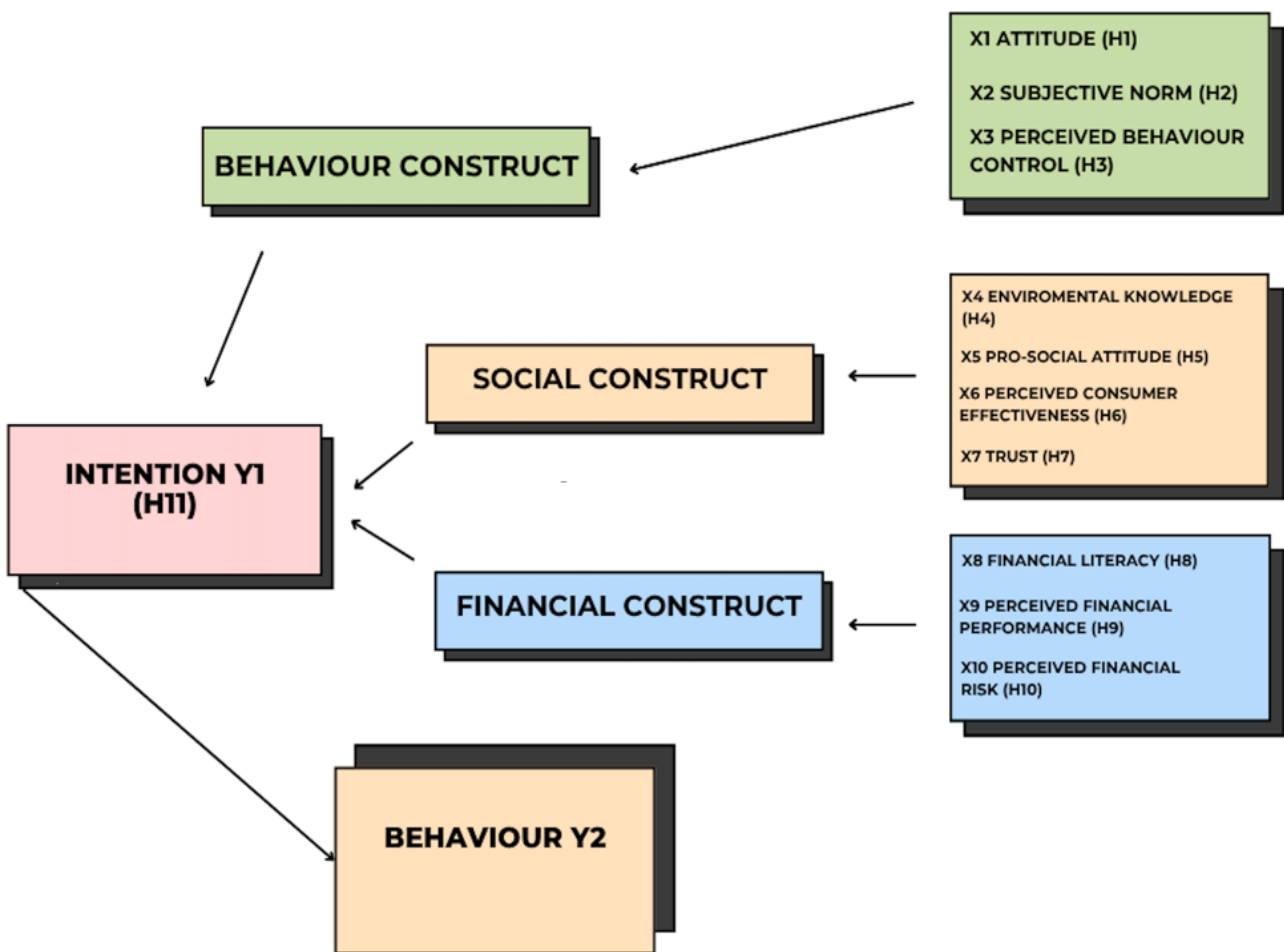 X1 ATTITUDE (H1)
X2 SUBJECTIVE NORM (H2)
X3 PERCEIVED BEHAVIOUR
CONTROL (H3)
BEHAVIOUR CONSTRUCT
X4 ENVIROMENTAL KNOWLEDGE
(H4)
X5 PRO-SOCIAL ATTITUDE (H5)
X6 PERCEIVED CONSUMER
EFFECTIVENESS (H6)
X7 TRUST (H7)
SOCIAL CONSTRUCT
INTENTION Y1
(H11)
X8 FINANCIAL LITERACY (H8)
X9 PERCEIVED FINANCIAL
PERFORMANCE (H9)
X10 PERCEIVED FINANCIAL
RISK (H10)
FINANCIAL CONSTRUCT
BEHAVIOUR Y2